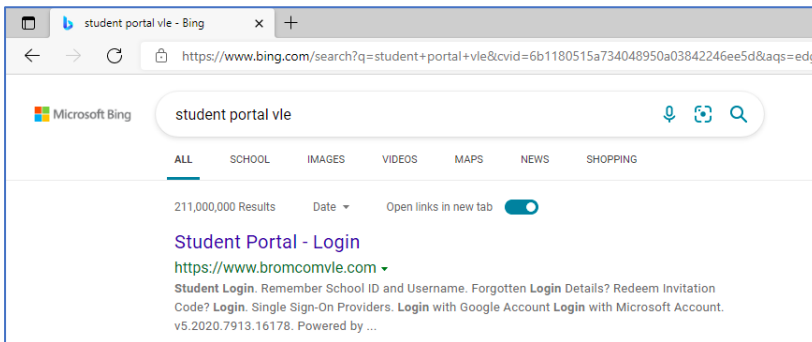 student portal vle - Bing
https://www.bing.com/search?q=student+portal+vle&cvid=6b1180515a734048950a03842246ee5d&aqs=edg
Microsoft Bing
student portal vle
ALL SCHOOL IMAGES VIDEOS MAPS NEWS SHOPPING
211,000,000 Results Date Open links in new tab
Student Portal - Login
https://www.bromcomvle.com
Student Login. Remember School ID and Username. Forgotten Login Details? Redeem Invitation
Code? Login. Single Sign-On Providers. Login with Google Account Login with Microsoft Account.
v5.2020.7913.16178. Powered by ...